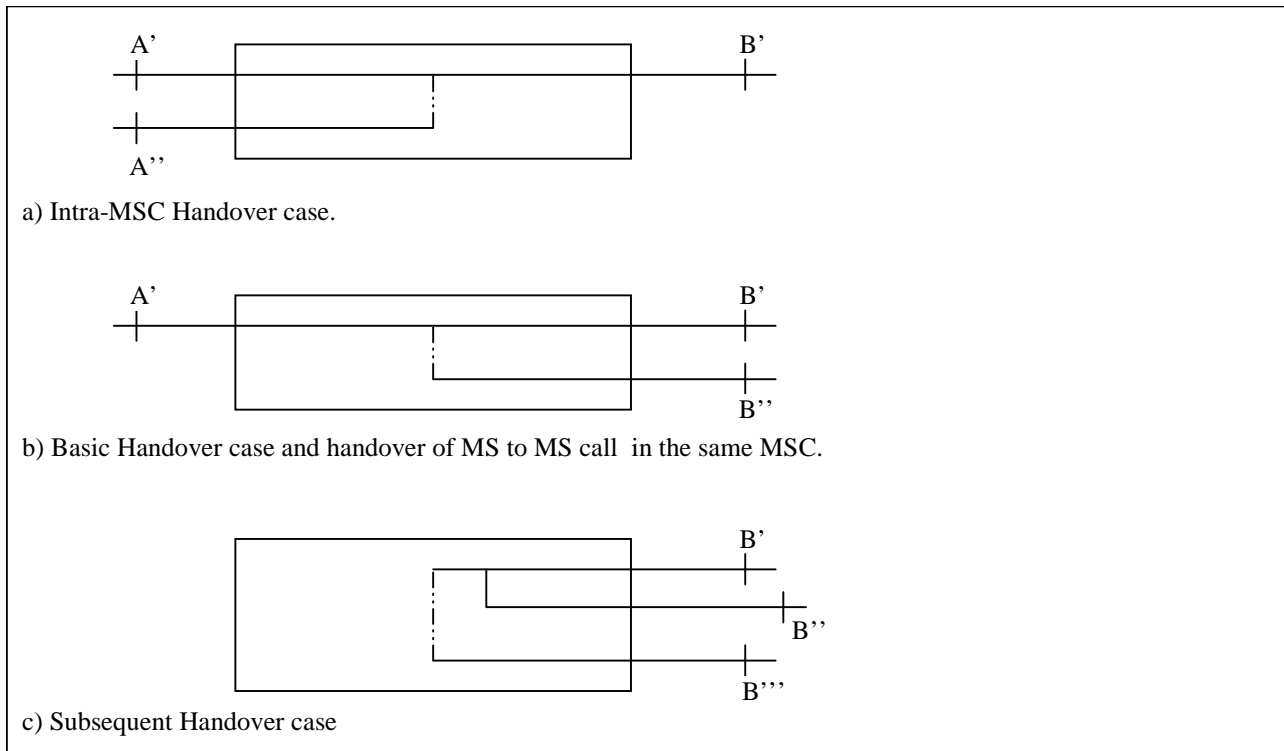 A’ B’
A’’
a) Intra-MSC Handover case.
A’ B’
B’’
b) Basic Handover case and handover of MS to MS call  in the same MSC.
B’
B’’
B’’’
c) Subsequent Handover case